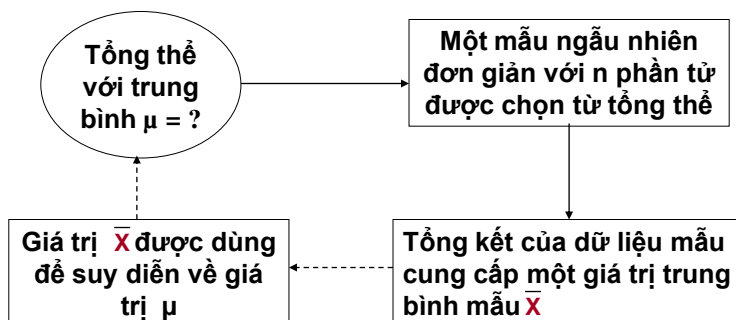 Tổng thể
với trung
bình μ = ?
Một mẫu ngẫu nhiên
đơn giản với n phần tử
được chọn từ tổng thể
Tổng kết của dữ liệu mẫu
cung cấp một giá trị trung
bình mẫu X̅
Giá trị X̅ được dùng
để suy diễn về giá
trị μ